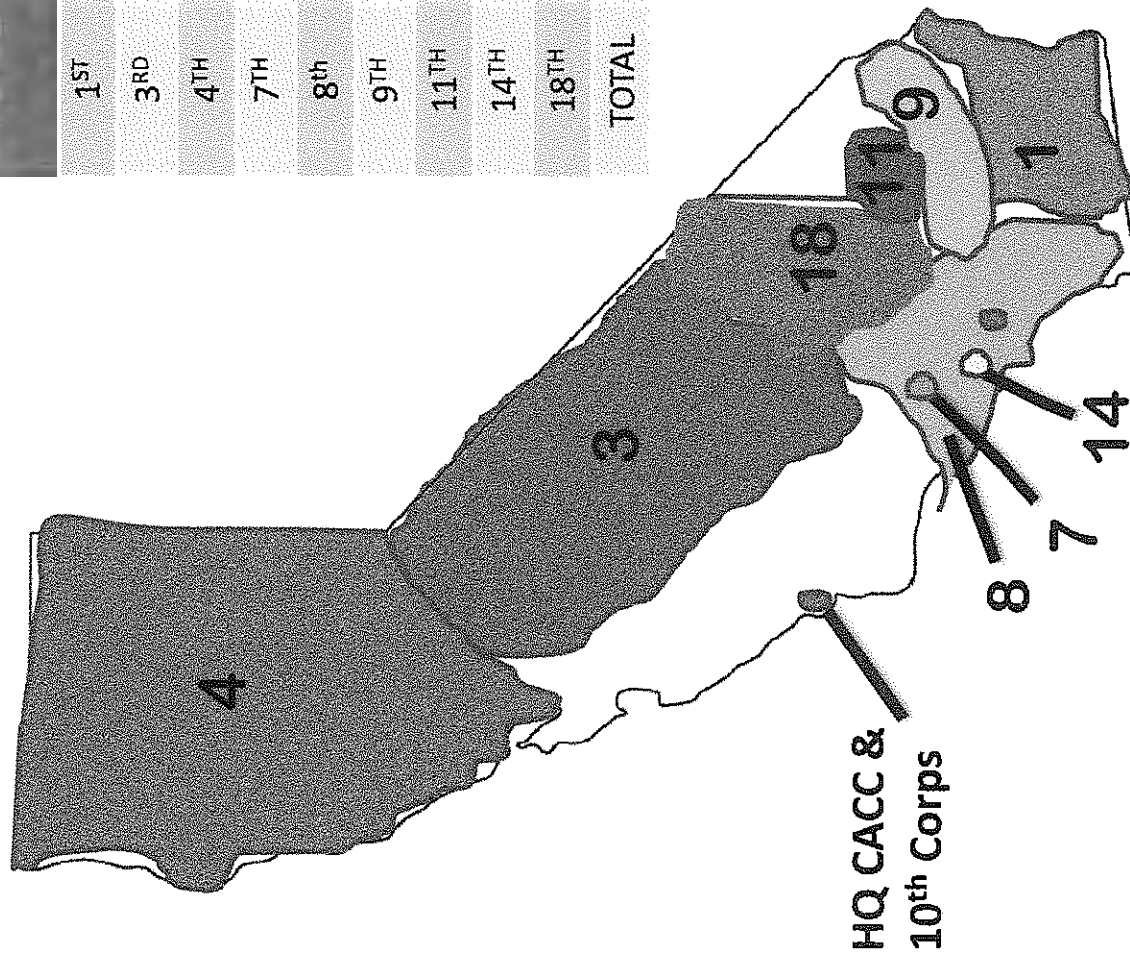 1ST
3RD
4TH
7TH
8th
9TH
11TH
14TH
18TH
TOTAL
4
3
18
11
9
1
HQ CACC &
10th Corps
8
7
14